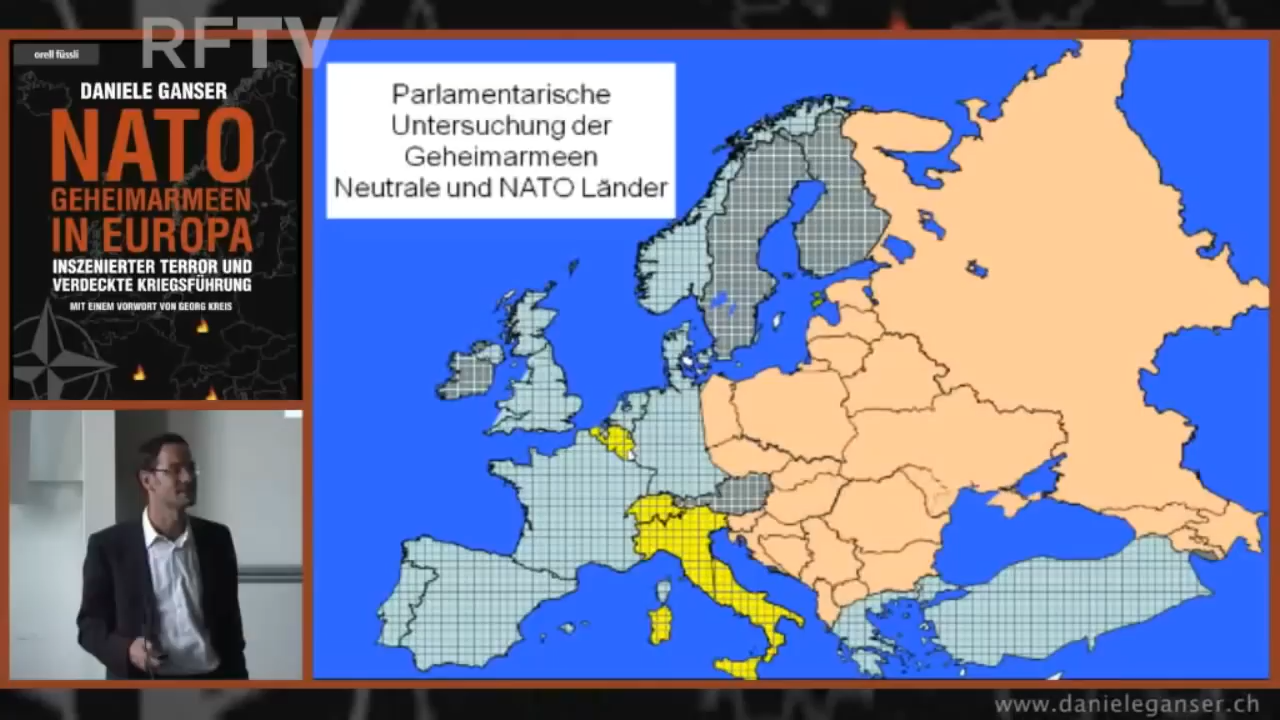 RFTV
orell füssli
DANIELE GANSER
NATO
GEHEIMARMEEN
IN EUROPA
INSZENIERTER TERROR UND
VERDECKTE KRIEGSFÜHRUNG
MIT EINEM VORWORT VON GEORG KREIS
Parlamentarische
Untersuchung der
Geheimarmeen
Neutrale und NATO Länder
www.danieleganser.ch